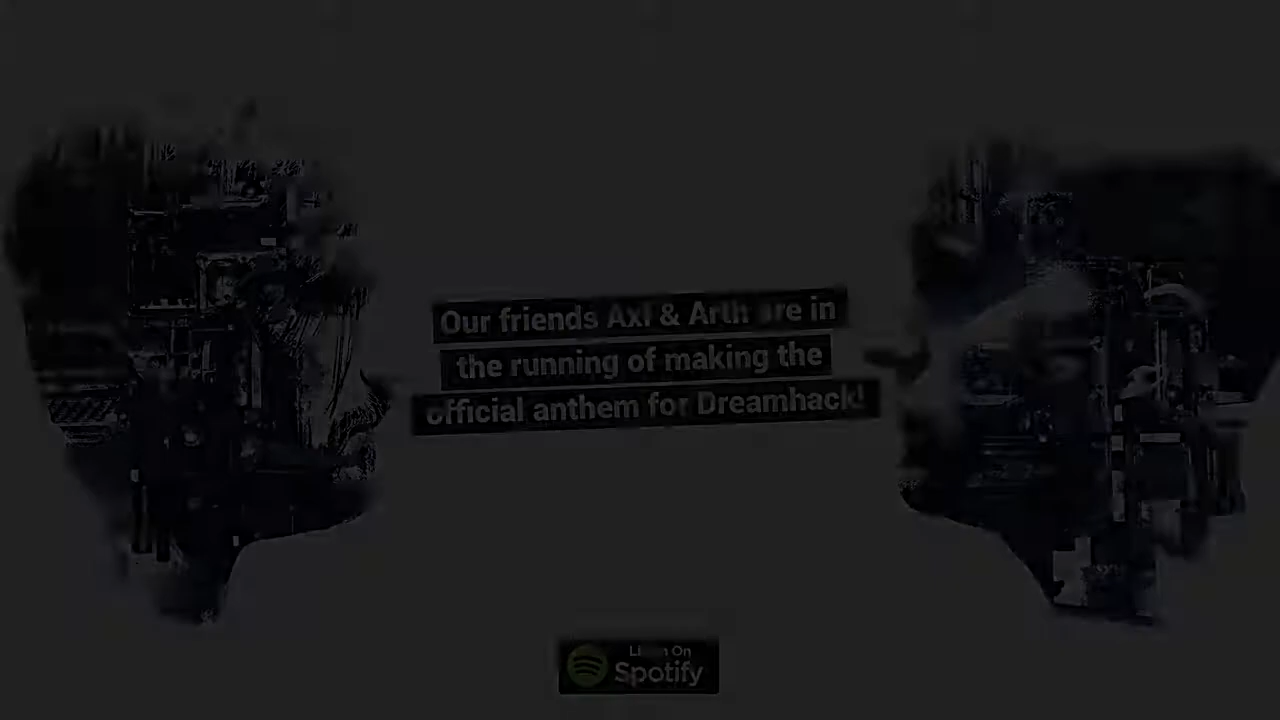 Our friends Axl & Arth are in
the running of making the
official anthem for Dreamhack!
Listen On
Spotify